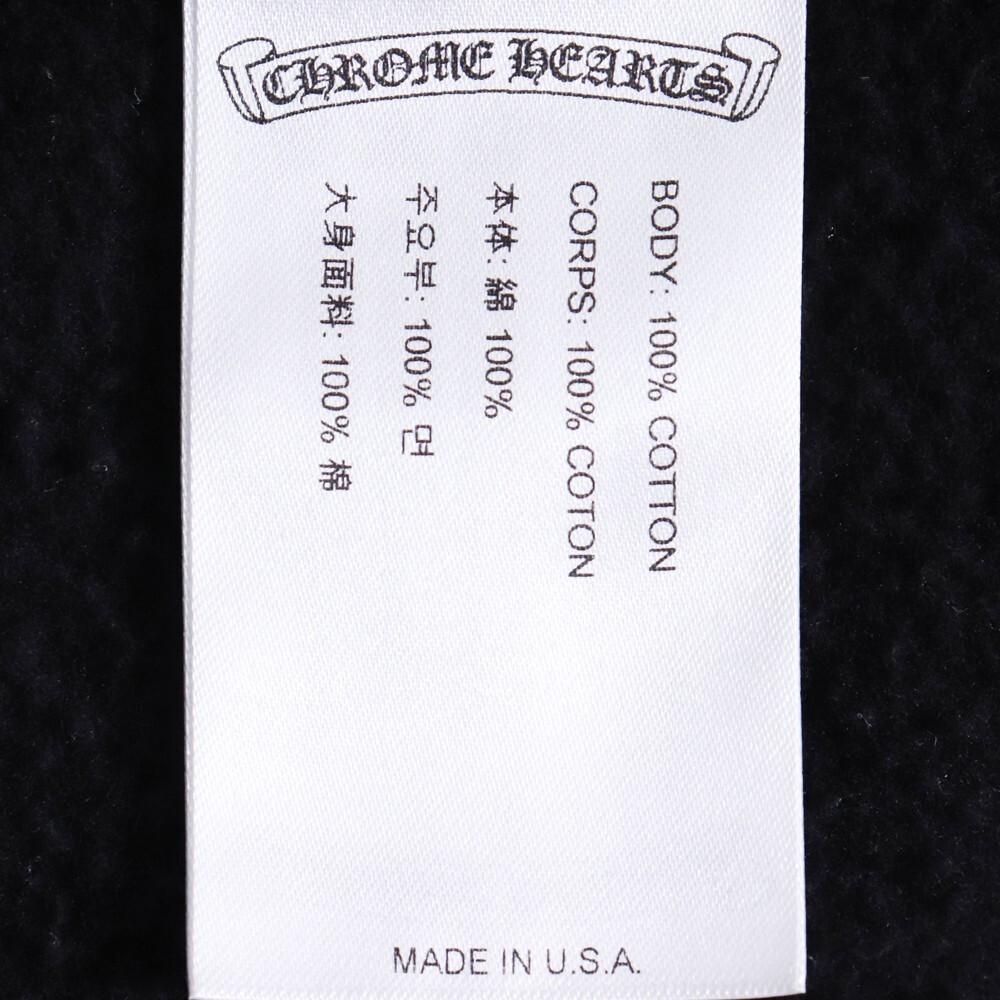 CHROME HEARTS
BODY: 100% COTTON
CORPS: 100% COTON
本体: 綿 100%
주요부: 100% 면
大身面料: 100% 棉
MADE IN U.S.A.